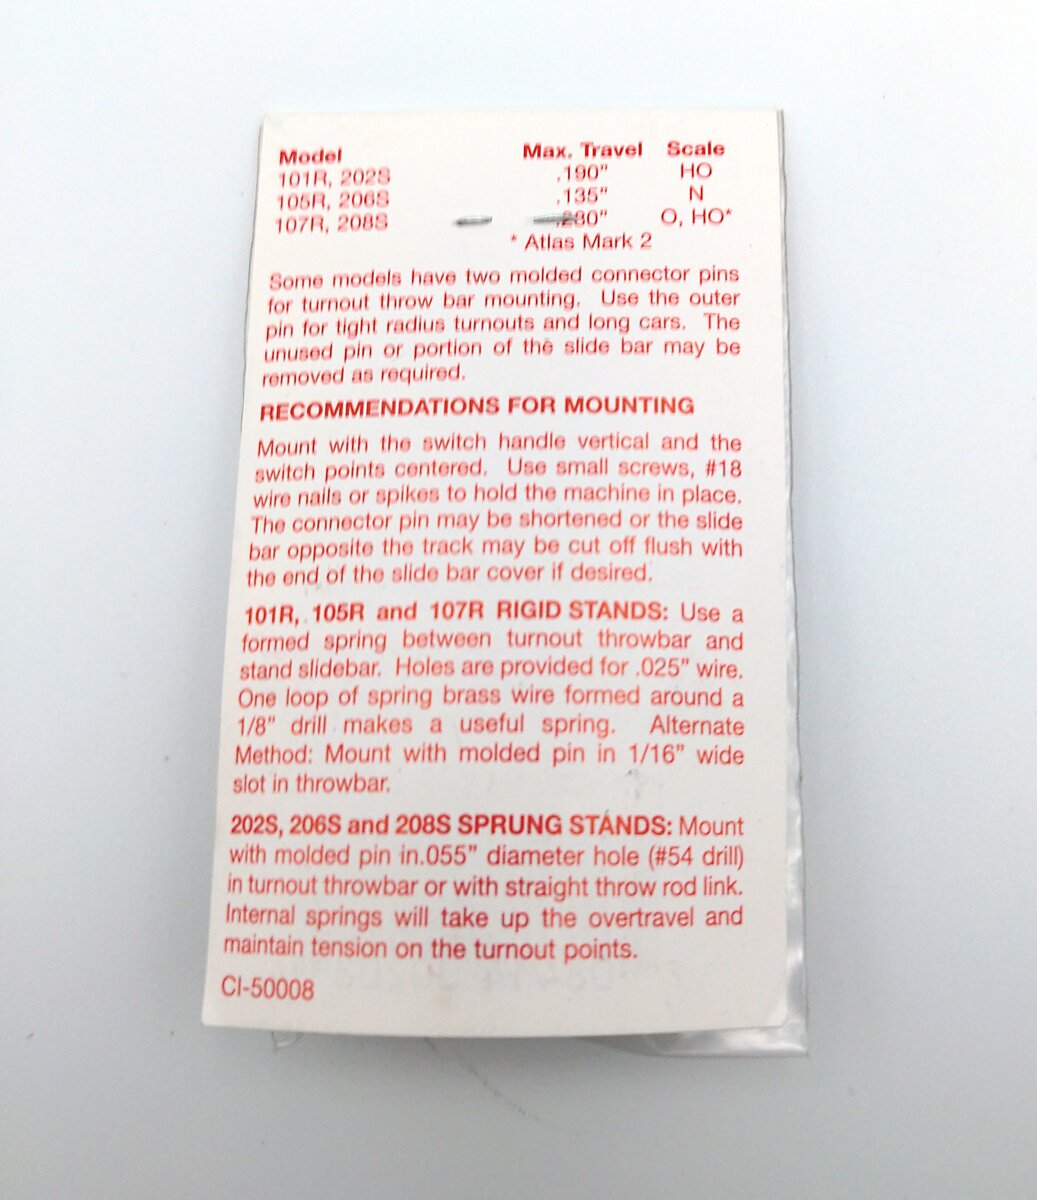 Model Max. Travel Scale
101R, 202S .190" HO
105R, 206S .135" N
107R, 208S .280" O, HO*
* Atlas Mark 2
Some models have two molded connector pins
for turnout throw bar mounting. Use the outer
pin for tight radius turnouts and long cars. The
unused pin or portion of the slide bar may be
removed as required.
RECOMMENDATIONS FOR MOUNTING
Mount with the switch handle vertical and the
switch points centered. Use small screws, #18
wire nails or spikes to hold the machine in place.
The connector pin may be shortened or the slide
bar opposite the track may be cut off flush with
the end of the slide bar cover if desired.
101R, 105R and 107R RIGID STANDS: Use a
formed spring between turnout throwbar and
stand slidebar. Holes are provided for .025" wire.
One loop of spring brass wire formed around a
1/8" drill makes a useful spring. Alternate
Method: Mount with molded pin in 1/16" wide
slot in throwbar.
202S, 206S and 208S SPRUNG STANDS: Mount
with molded pin in.055" diameter hole (#54 drill)
in turnout throwbar or with straight throw rod link.
Internal springs will take up the overtravel and
maintain tension on the turnout points.
CI-50008